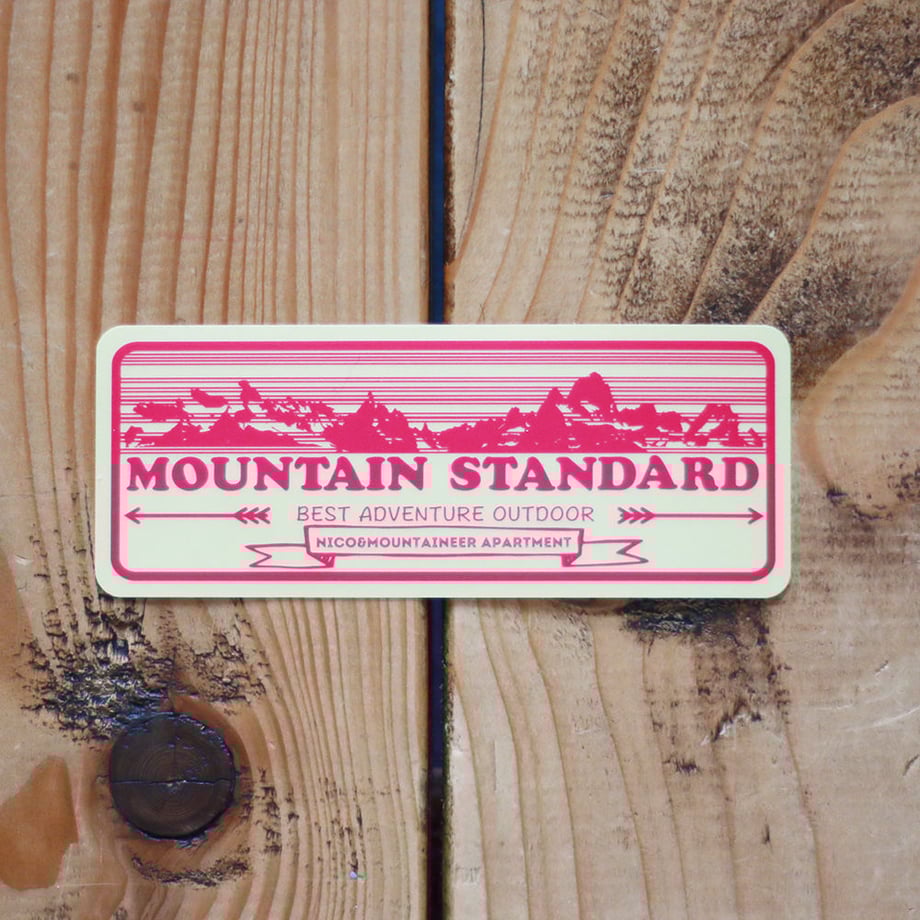 MOUNTAIN STANDARD
BEST ADVENTURE OUTDOOR
NICO&MOUNTAINEER APARTMENT